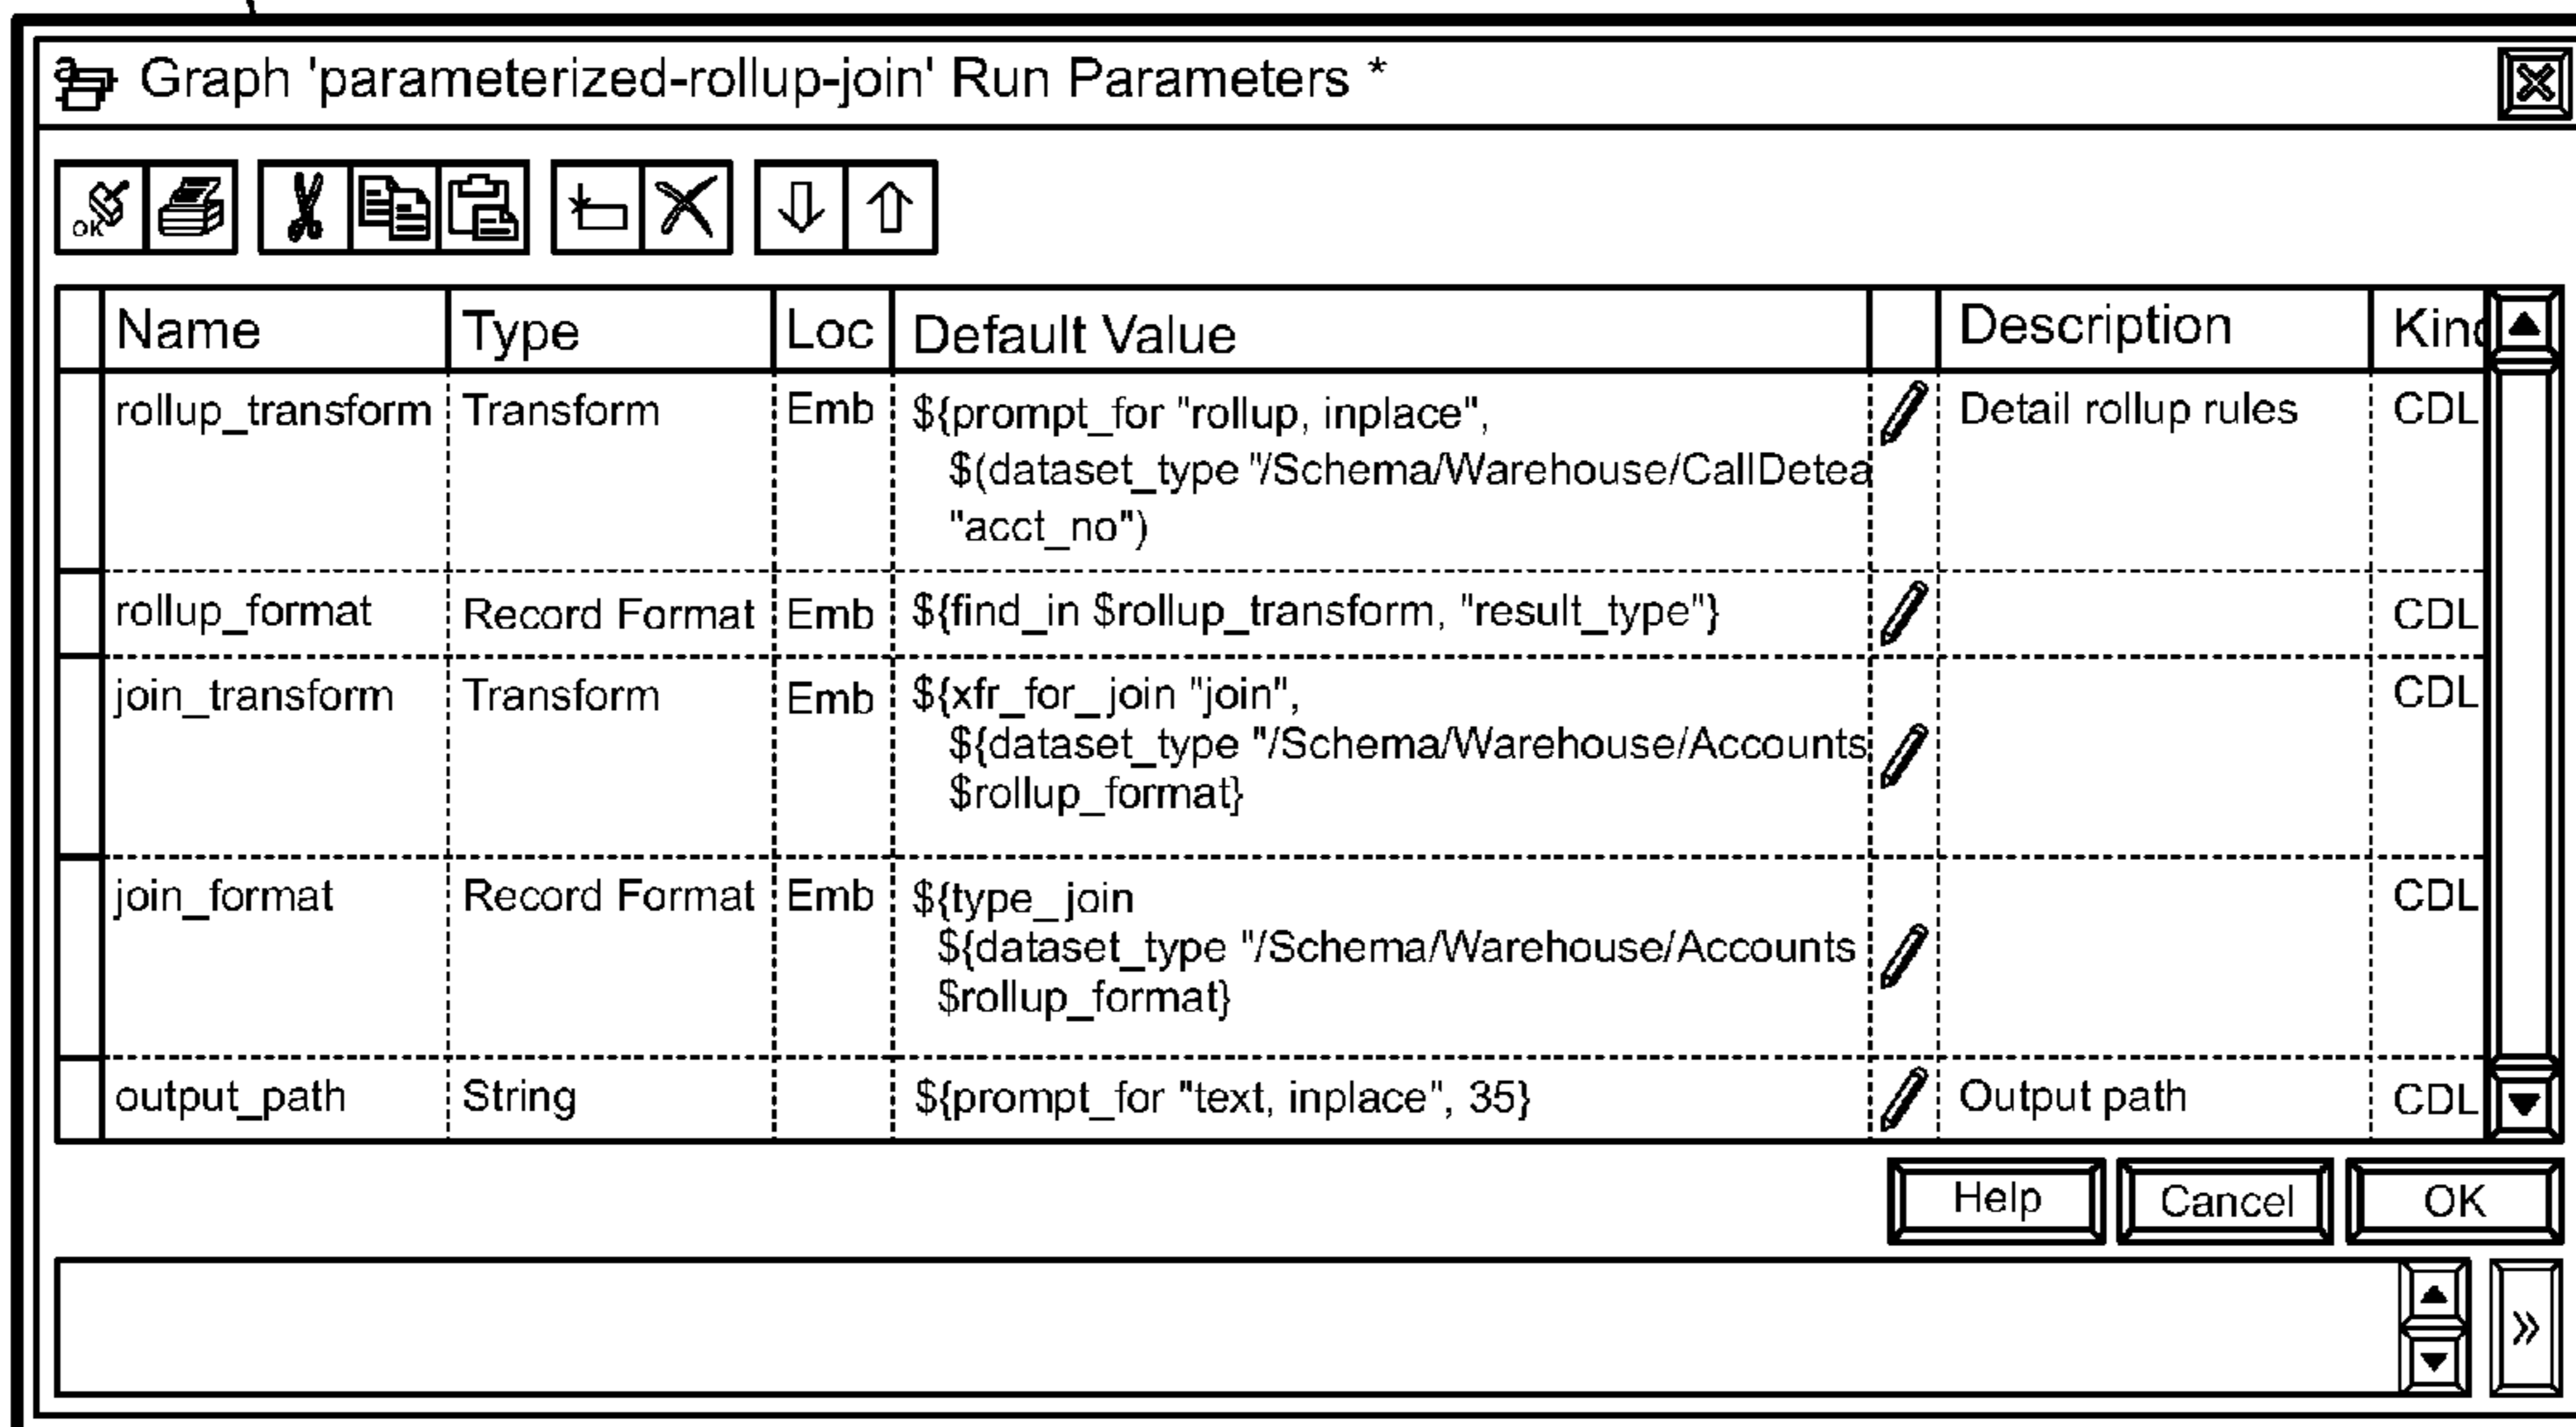 Graph 'parameterized-rollup-join' Run Parameters *
OK
Name Type Loc Default Value Description Kind
rollup_transform Transform Emb ${prompt_for "rollup, inplace", Detail rollup rules CDL
$(dataset_type "/Schema/Warehouse/CallDetea
"acct_no")
rollup_format Record Format Emb ${find_in $rollup_transform, "result_type"} CDL
join_transform Transform Emb ${xfr_for_join "join", CDL
${dataset_type "/Schema/Warehouse/Accounts
$rollup_format}
join_format Record Format Emb ${type_join CDL
${dataset_type "/Schema/Warehouse/Accounts
$rollup_format}
output_path String ${prompt_for "text, inplace", 35} Output path CDL
Help Cancel OK
»